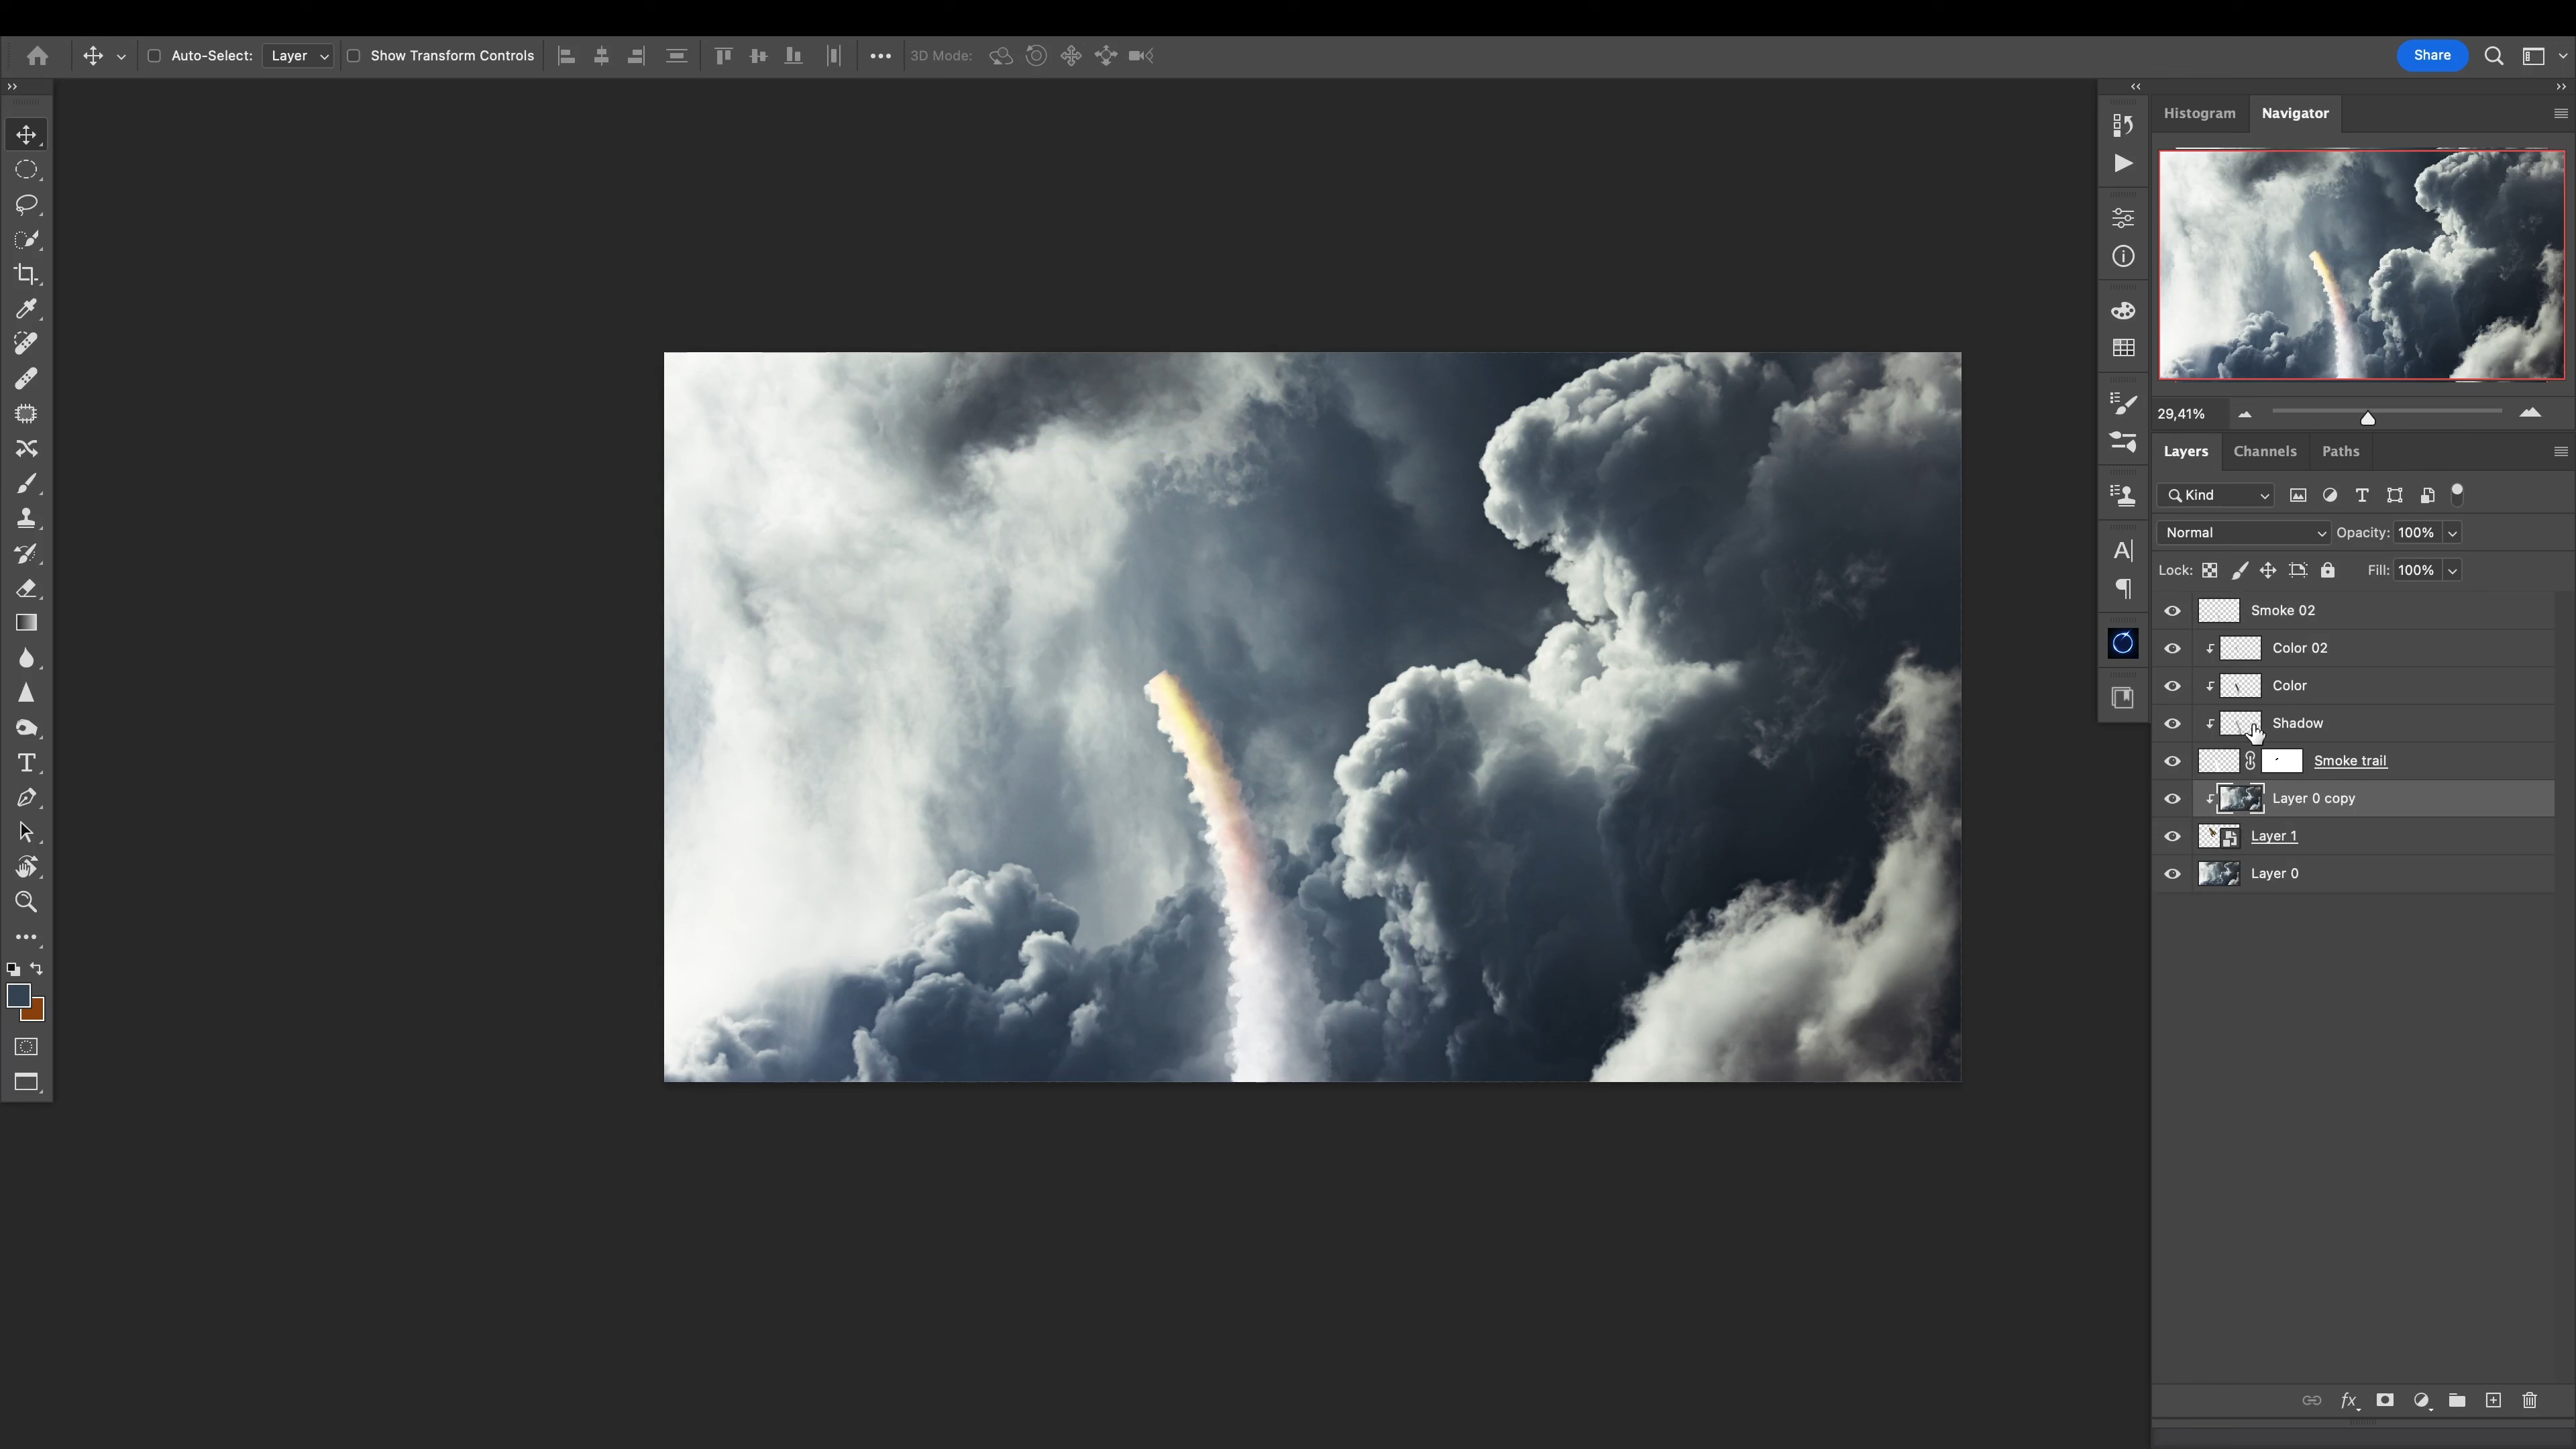 Auto-Select: Layer Show Transform Controls 3D Mode: Share
Histogram Navigator
29,41%
Layers Channels Paths
Kind
Normal Opacity: 100%
Lock: Fill: 100%
Smoke 02
Color 02
Color
Shadow
Smoke trail
Layer 0 copy
Layer 1
Layer 0
fx